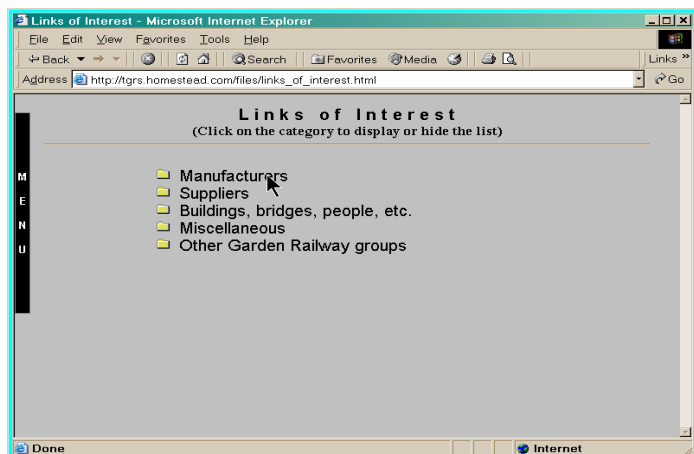 Links of Interest - Microsoft Internet Explorer
File Edit View Favorites Tools Help
Back Search Favorites Media Links »
Address http://tgrs.homestead.com/files/links_of_interest.html Go
Links of Interest
(Click on the category to display or hide the list)
M
E
N
U
Manufacturers
Suppliers
Buildings, bridges, people, etc.
Miscellaneous
Other Garden Railway groups
Done Internet